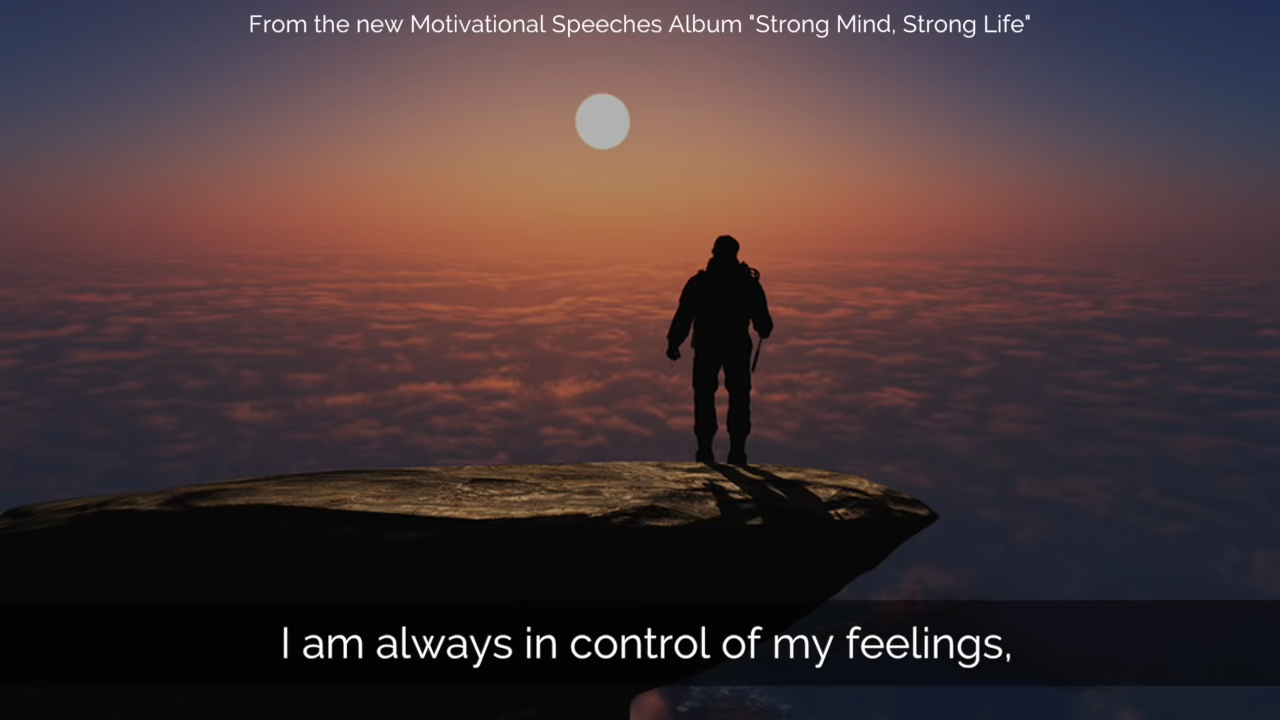 From the new Motivational Speeches Album "Strong Mind, Strong Life"
I am always in control of my feelings,